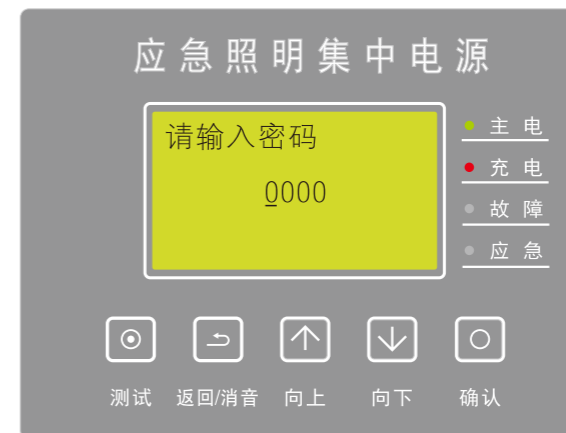 应急照明集中电源
请输入密码
0000
主电
充电
故障
应急
测试 返回/消音 向上 向下 确认